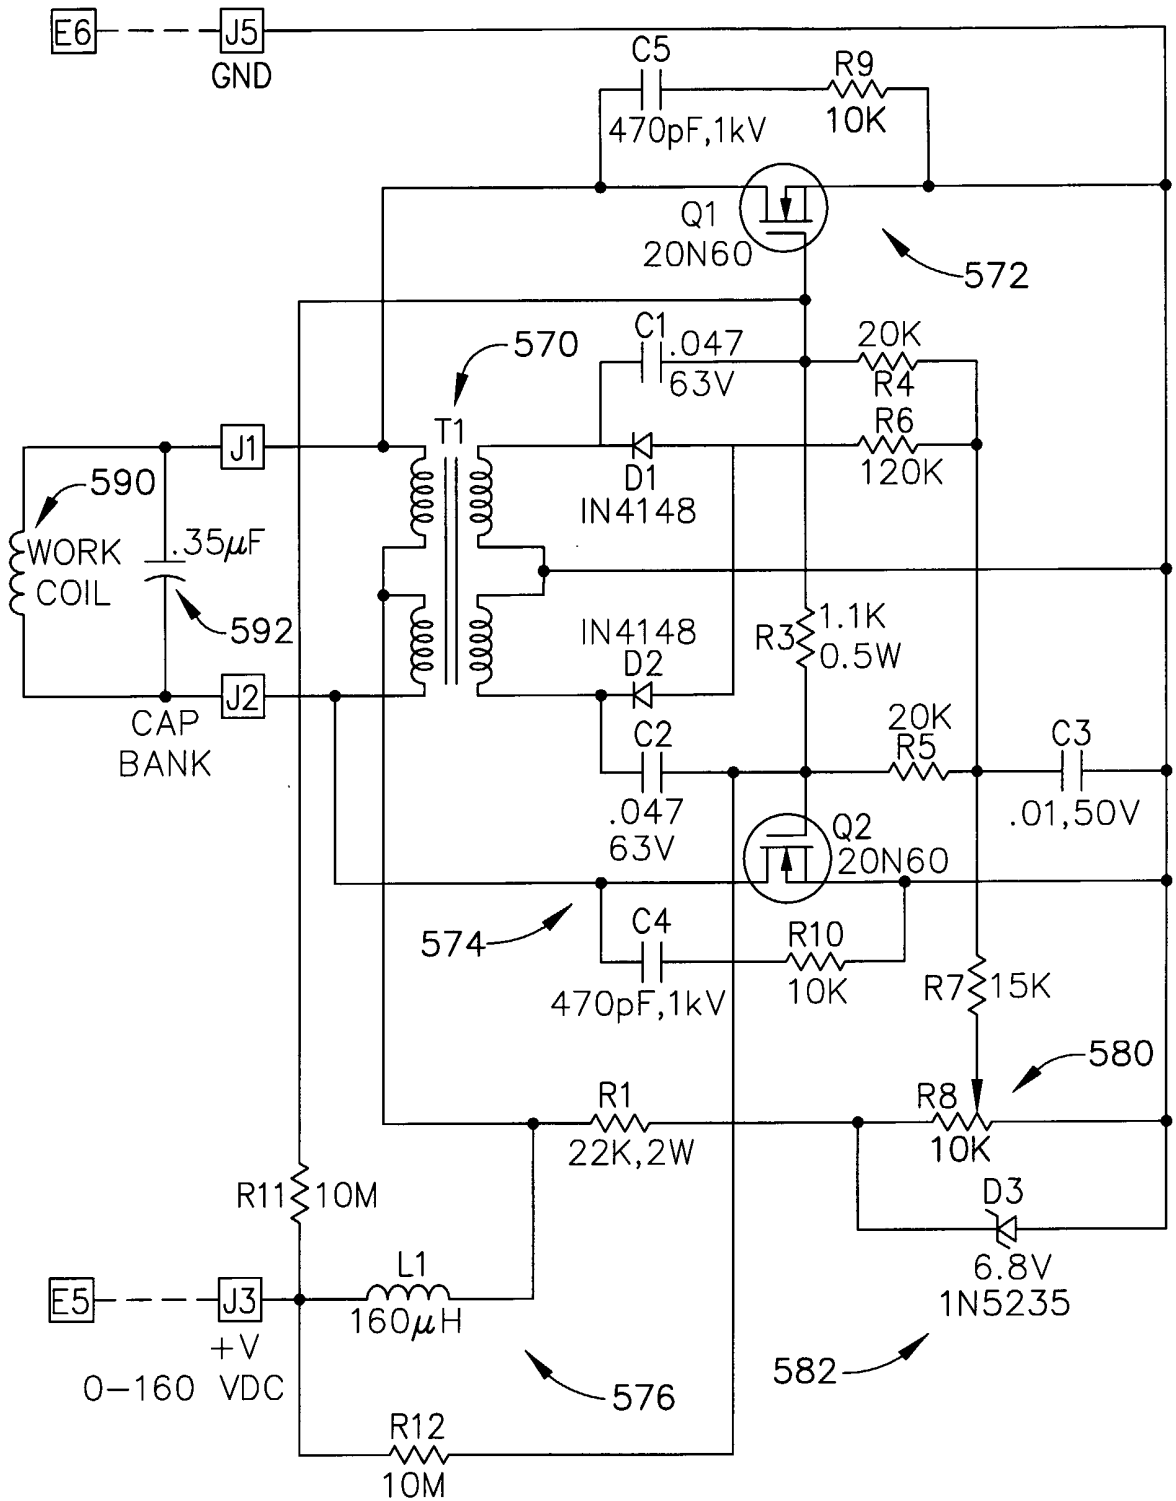 E6
J5
GND
C5
470pF,1kV
R9
10K
Q1
20N60
572
570
C1
.047
63V
20K
R4
R6
120K
T1
D1
IN4148
J1
590
WORK
COIL
.35μF
592
J2
CAP
BANK
IN4148
D2
R3
1.1K
0.5W
C2
.047
63V
20K
R5
C3
.01,50V
Q2
20N60
574
C4
470pF,1kV
R10
10K
R7
15K
580
R1
22K,2W
R8
10K
R11
10M
D3
6.8V
1N5235
582
E5
J3
+V
0-160 VDC
L1
160μH
576
R12
10M